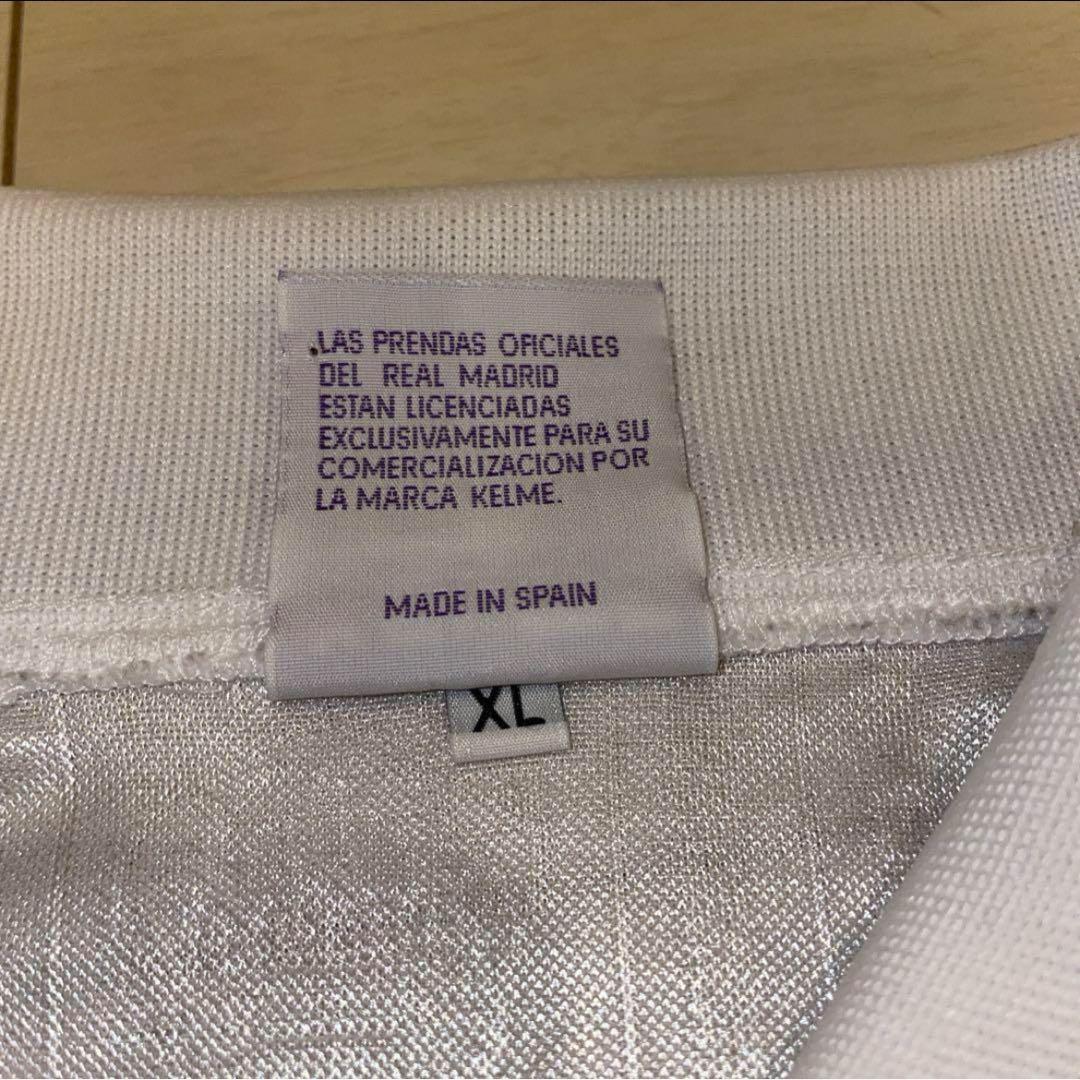 LAS PRENDAS OFICIALES
DEL REAL MADRID
ESTAN LICENCIADAS
EXCLUSIVAMENTE PARA SU
COMERCIALIZACION POR
LA MARCA KELME.
MADE IN SPAIN
XL